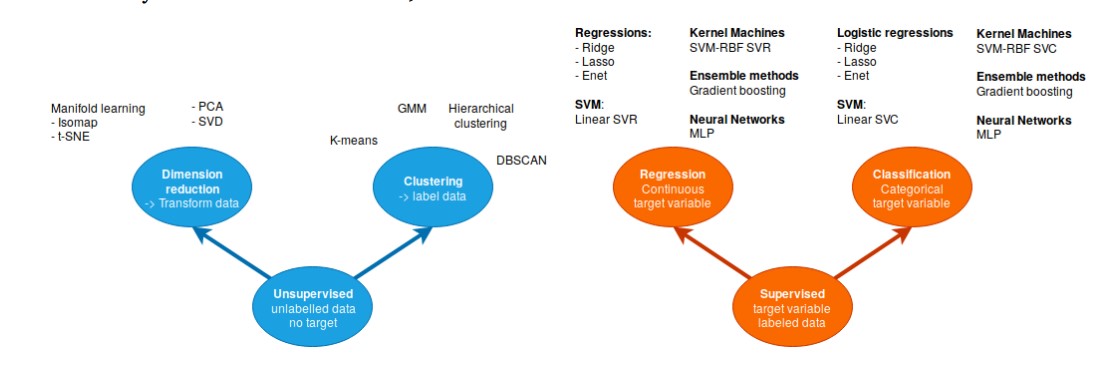 Manifold learning
- Isomap
- t-SNE
- PCA
- SVD
K-means
GMM
Hierarchical
clustering
DBSCAN
Dimension
reduction
-> Transform data
Clustering
-> label data
Unsupervised
unlabelled data
no target
Regressions:
- Ridge
- Lasso
- Enet
SVM:
Linear SVR
Kernel Machines
SVM-RBF SVR
Ensemble methods
Gradient boosting
Neural Networks
MLP
Logistic regressions
- Ridge
- Lasso
- Enet
SVM:
Linear SVC
Kernel Machines
SVM-RBF SVC
Ensemble methods
Gradient boosting
Neural Networks
MLP
Regression
Continuous
target variable
Classification
Categorical
target variable
Supervised
target variable
labeled data